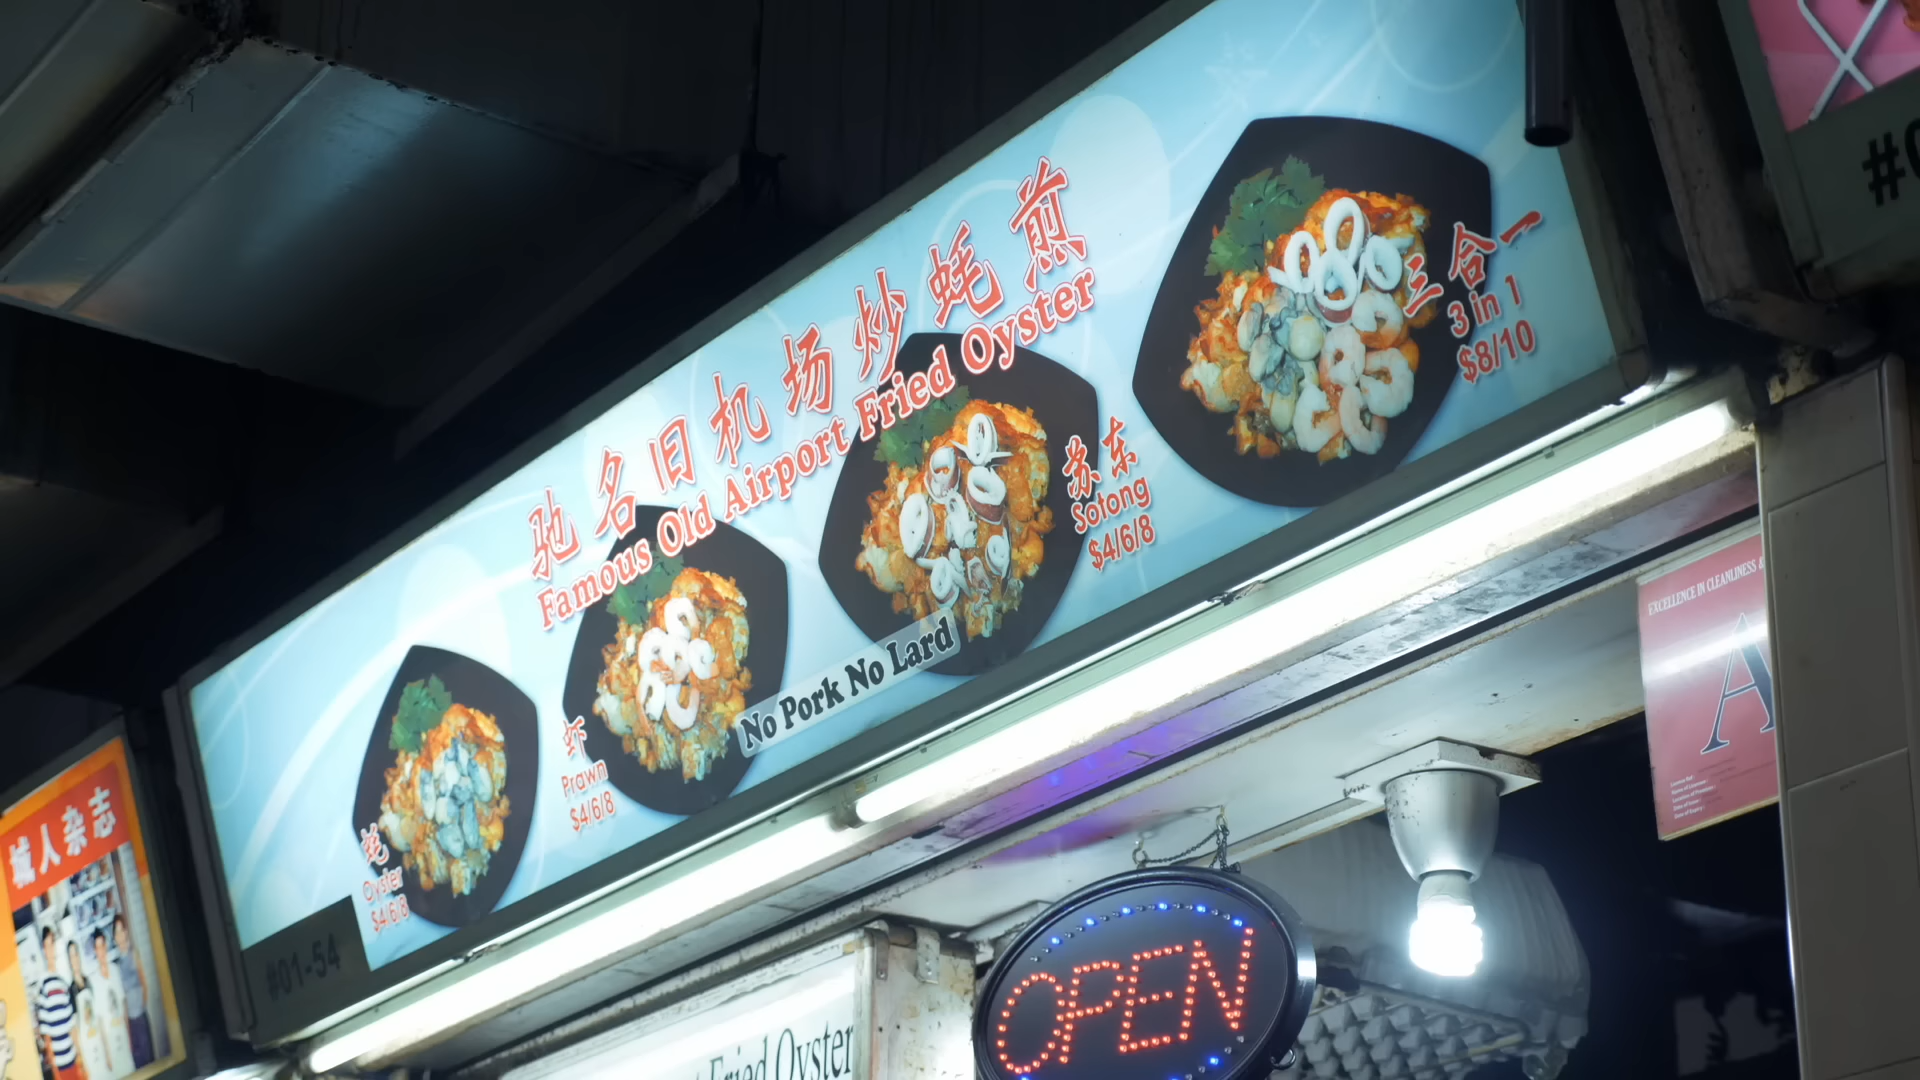 驰名旧机场炒蚝煎
Famous Old Airport Fried Oyster
三合一
3 in 1
$8/10
苏东
Sotong
$4/6/8
No Pork No Lard
虾
Prawn
$4/6/8
蚝
Oyster
$4/6/8
#01-54
城人杂志
EXCELLENCE IN CLEANLINESS &
A
OPEN
Fried Oyster